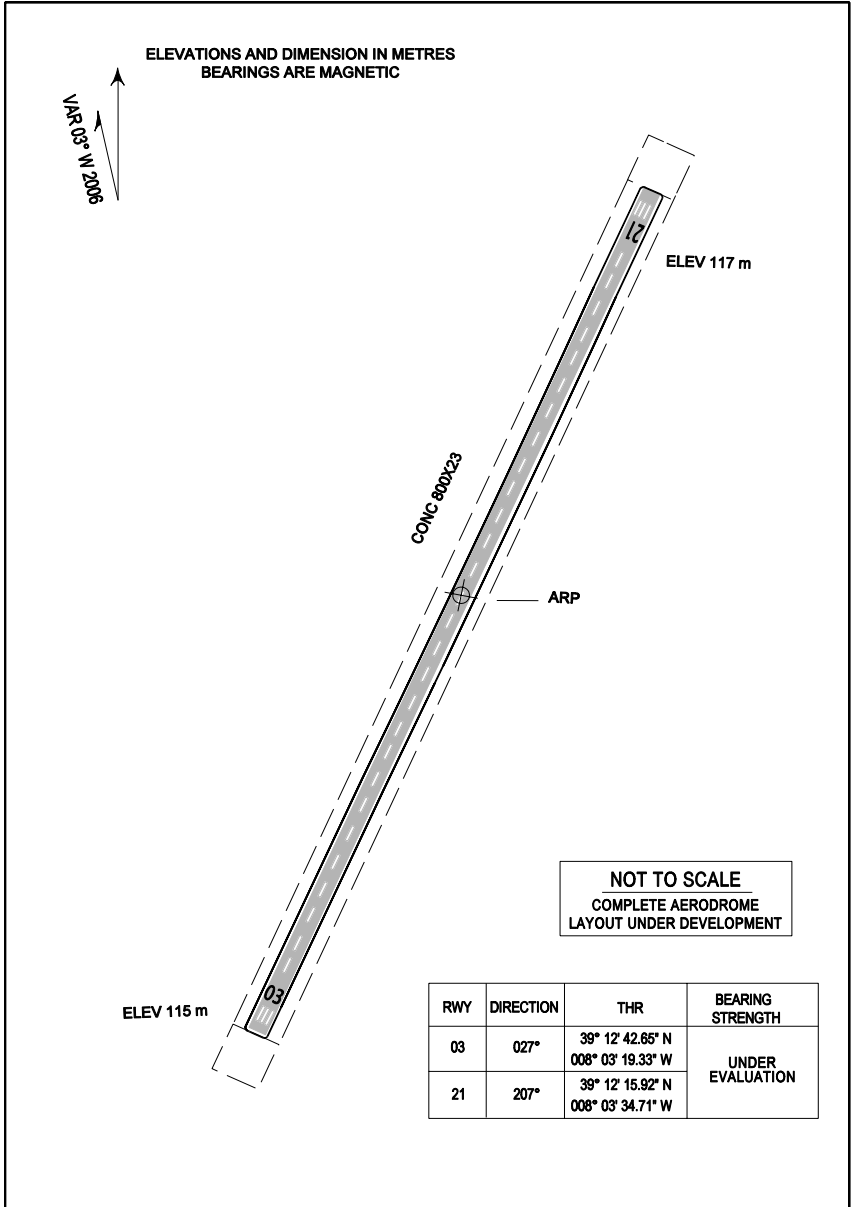 ELEVATIONS AND DIMENSION IN METRES
BEARINGS ARE MAGNETIC
VAR 03° W 2006
21
ELEV 117 m
CONC 800X23
ARP
NOT TO SCALE
COMPLETE AERODROME
LAYOUT UNDER DEVELOPMENT
03
ELEV 115 m
RWY DIRECTION THR BEARING STRENGTH
03 027° 39° 12' 42.65" N
008° 03' 19.33" W
UNDER
EVALUATION
21 207° 39° 12' 15.92" N
008° 03' 34.71" W